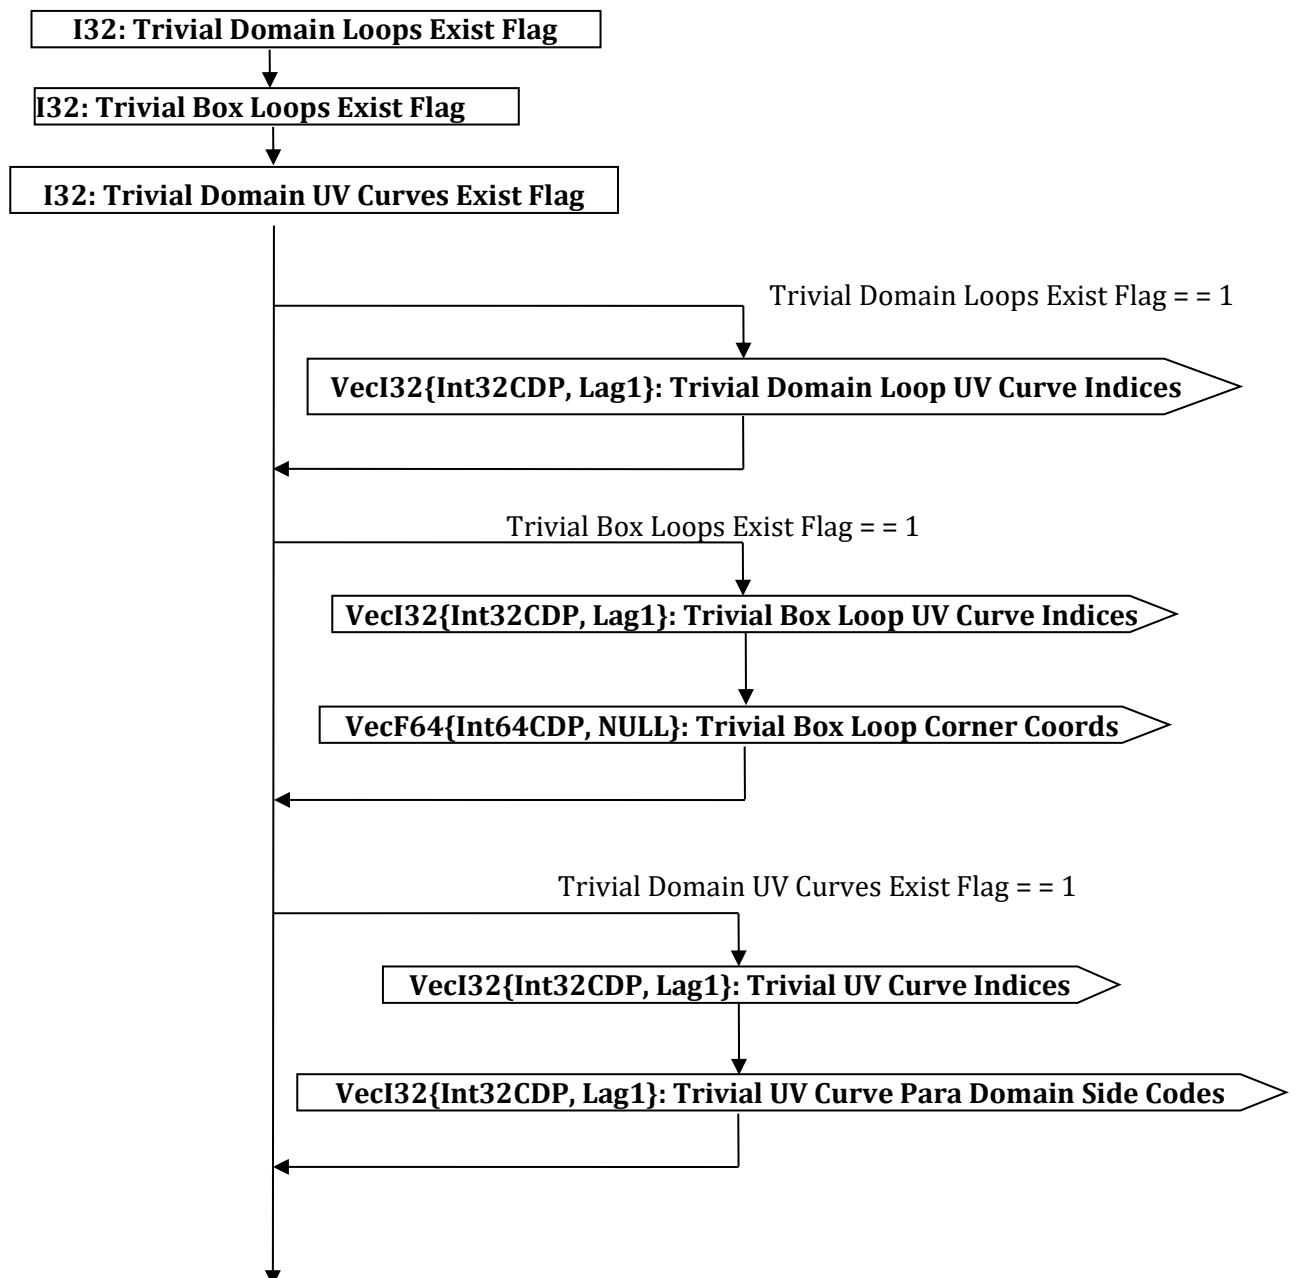 I32: Trivial Domain Loops Exist Flag
I32: Trivial Box Loops Exist Flag
I32: Trivial Domain UV Curves Exist Flag
Trivial Domain Loops Exist Flag = = 1
VecI32{Int32CDP, Lag1}: Trivial Domain Loop UV Curve Indices
Trivial Box Loops Exist Flag = = 1
VecI32{Int32CDP, Lag1}: Trivial Box Loop UV Curve Indices
VecF64{Int64CDP, NULL}: Trivial Box Loop Corner Coords
Trivial Domain UV Curves Exist Flag = = 1
VecI32{Int32CDP, Lag1}: Trivial UV Curve Indices
VecI32{Int32CDP, Lag1}: Trivial UV Curve Para Domain Side Codes